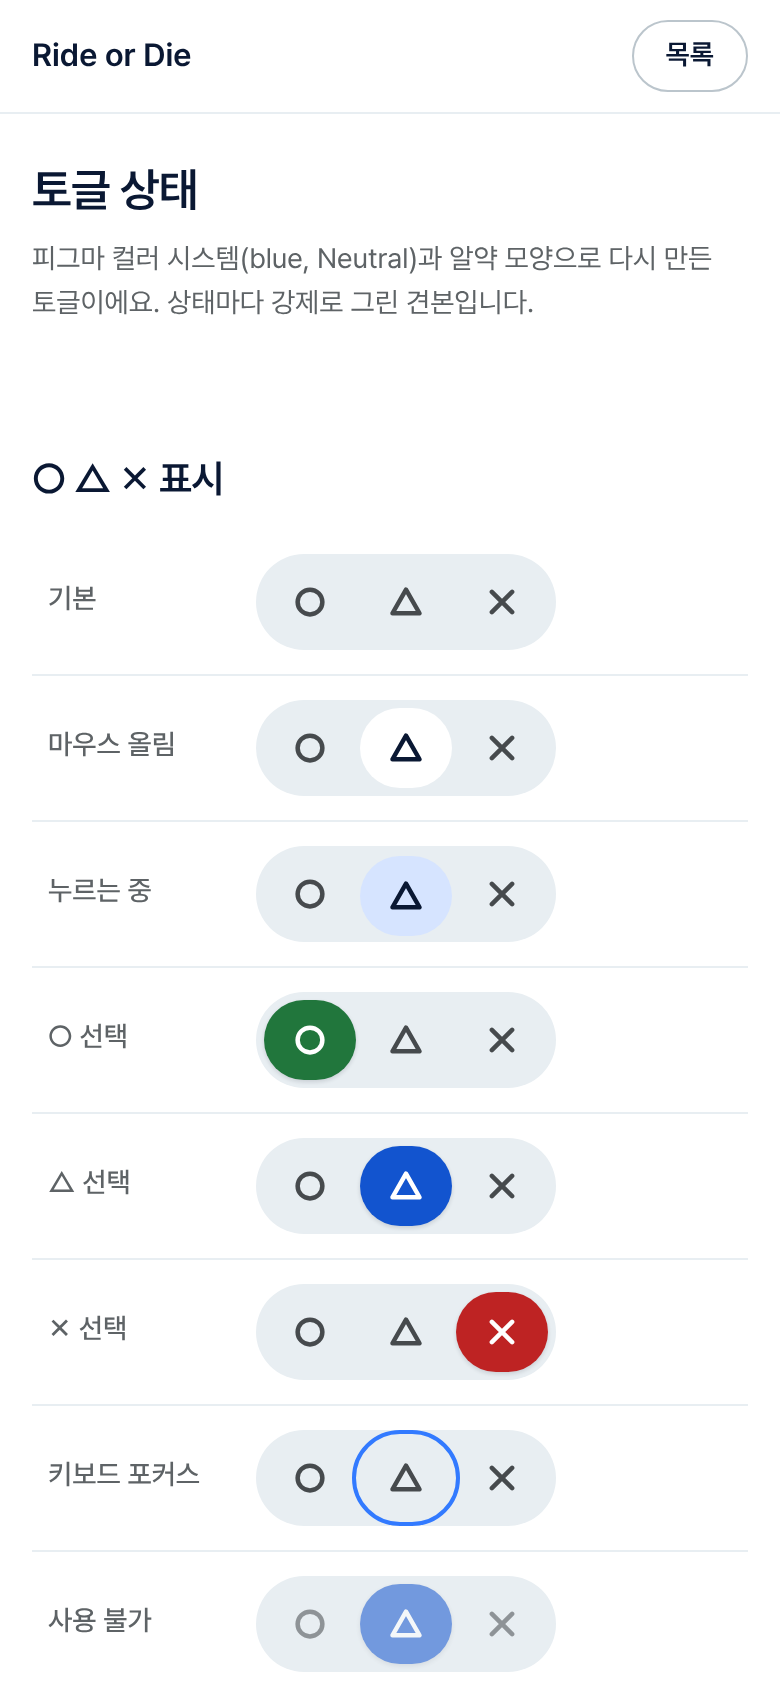 Ride or Die
목록
토글 상태
피그마 컬러 시스템(blue, Neutral)과 알약 모양으로 다시 만든
토글이에요. 상태마다 강제로 그린 견본입니다.
○ △ ✕ 표시
기본
○ △ ✕
마우스 올림
○ △ ✕
누르는 중
○ △ ✕
○ 선택
○ △ ✕
△ 선택
○ △ ✕
✕ 선택
○ △ ✕
키보드 포커스
○ △ ✕
사용 불가
○ △ ✕